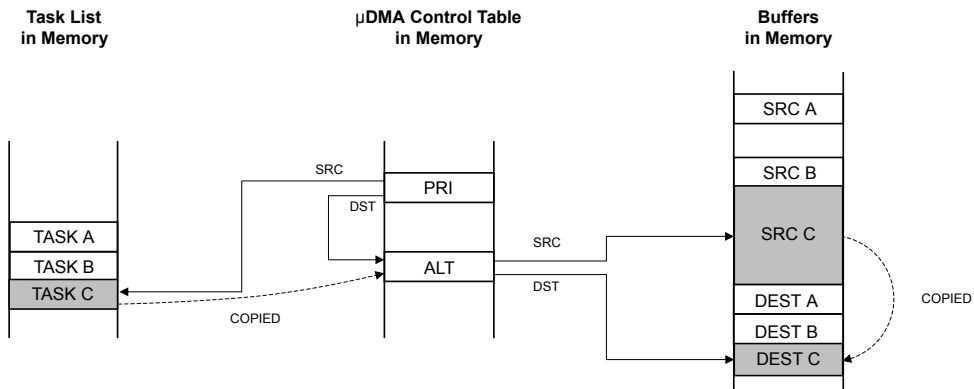 Task List
in Memory
µDMA Control Table
in Memory
Buffers
in Memory
SRC A
SRC B
SRC C
DEST A
DEST B
DEST C
SRC
PRI
DST
TASK A
TASK B
TASK C
ALT
SRC
DST
COPIED
COPIED